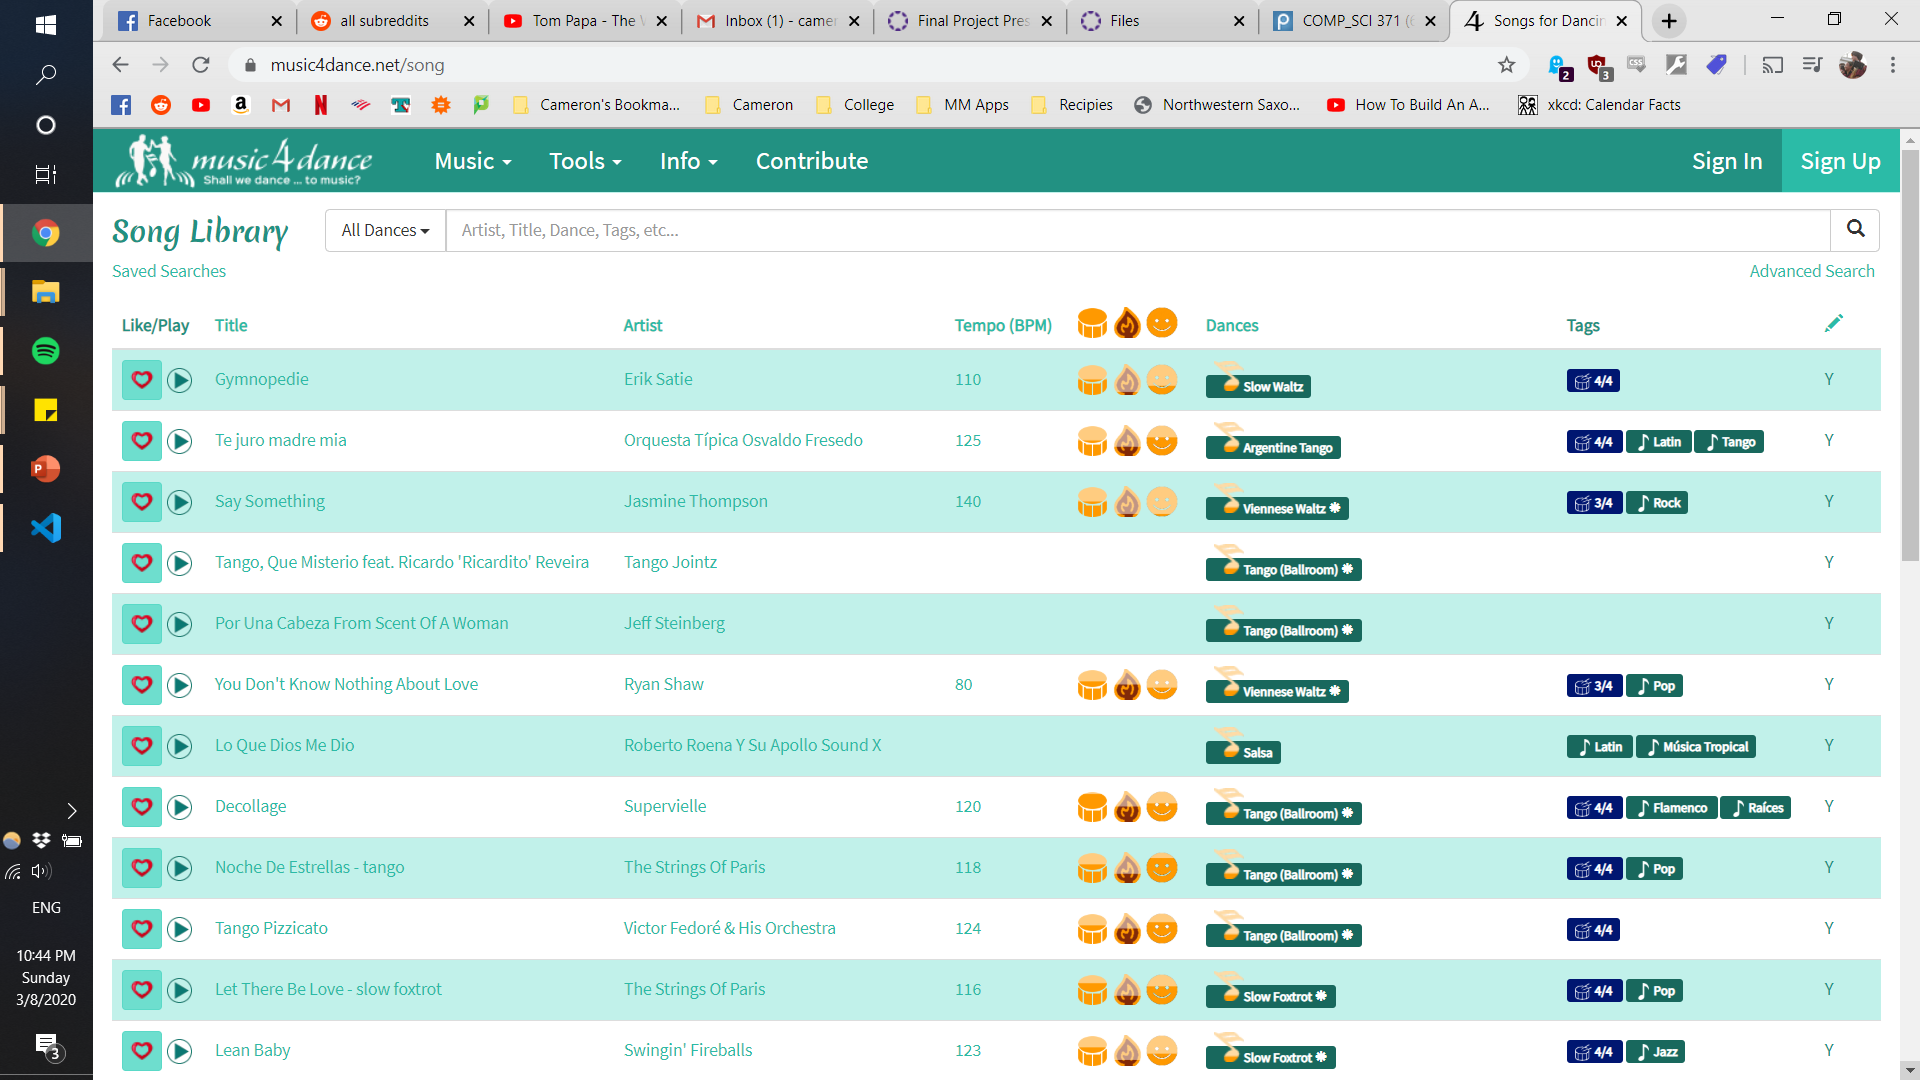 Facebook
all subreddits
Tom Papa - The
Inbox (1) - camer
Final Project Pres
Files
COMP_SCI 371 (
Songs for Dancin
music4dance.net/song
2
3
CSS
Cameron's Bookma...
Cameron
College
MM Apps
Recipies
Northwestern Saxo...
How To Build An A...
xkcd: Calendar Facts
music4dance
Shall we dance ... to music?
Music
Tools
Info
Contribute
Sign In
Sign Up
Song Library
All Dances
Artist, Title, Dance, Tags, etc...
Saved Searches
Advanced Search
Like/Play Title Artist Tempo (BPM) Dances Tags
Gymnopedie Erik Satie 110 Slow Waltz 4/4 Y
Te juro madre mia Orquesta Típica Osvaldo Fresedo 125 Argentine Tango 4/4 Latin Tango Y
Say Something Jasmine Thompson 140 Viennese Waltz 3/4 Rock Y
Tango, Que Misterio feat. Ricardo 'Ricardito' Reveira Tango Jointz Tango (Ballroom) Y
Por Una Cabeza From Scent Of A Woman Jeff Steinberg Tango (Ballroom) Y
You Don't Know Nothing About Love Ryan Shaw 80 Viennese Waltz 3/4 Pop Y
Lo Que Dios Me Dio Roberto Roena Y Su Apollo Sound X Salsa Latin Música Tropical Y
Decollage Supervielle 120 Tango (Ballroom) 4/4 Flamenco Raíces Y
Noche De Estrellas - tango The Strings Of Paris 118 Tango (Ballroom) 4/4 Pop Y
Tango Pizzicato Victor Fedoré & His Orchestra 124 Tango (Ballroom) 4/4 Y
Let There Be Love - slow foxtrot The Strings Of Paris 116 Slow Foxtrot 4/4 Pop Y
Lean Baby Swingin' Fireballs 123 Slow Foxtrot 4/4 Jazz Y
ENG
10:44 PM
Sunday
3/8/2020
3